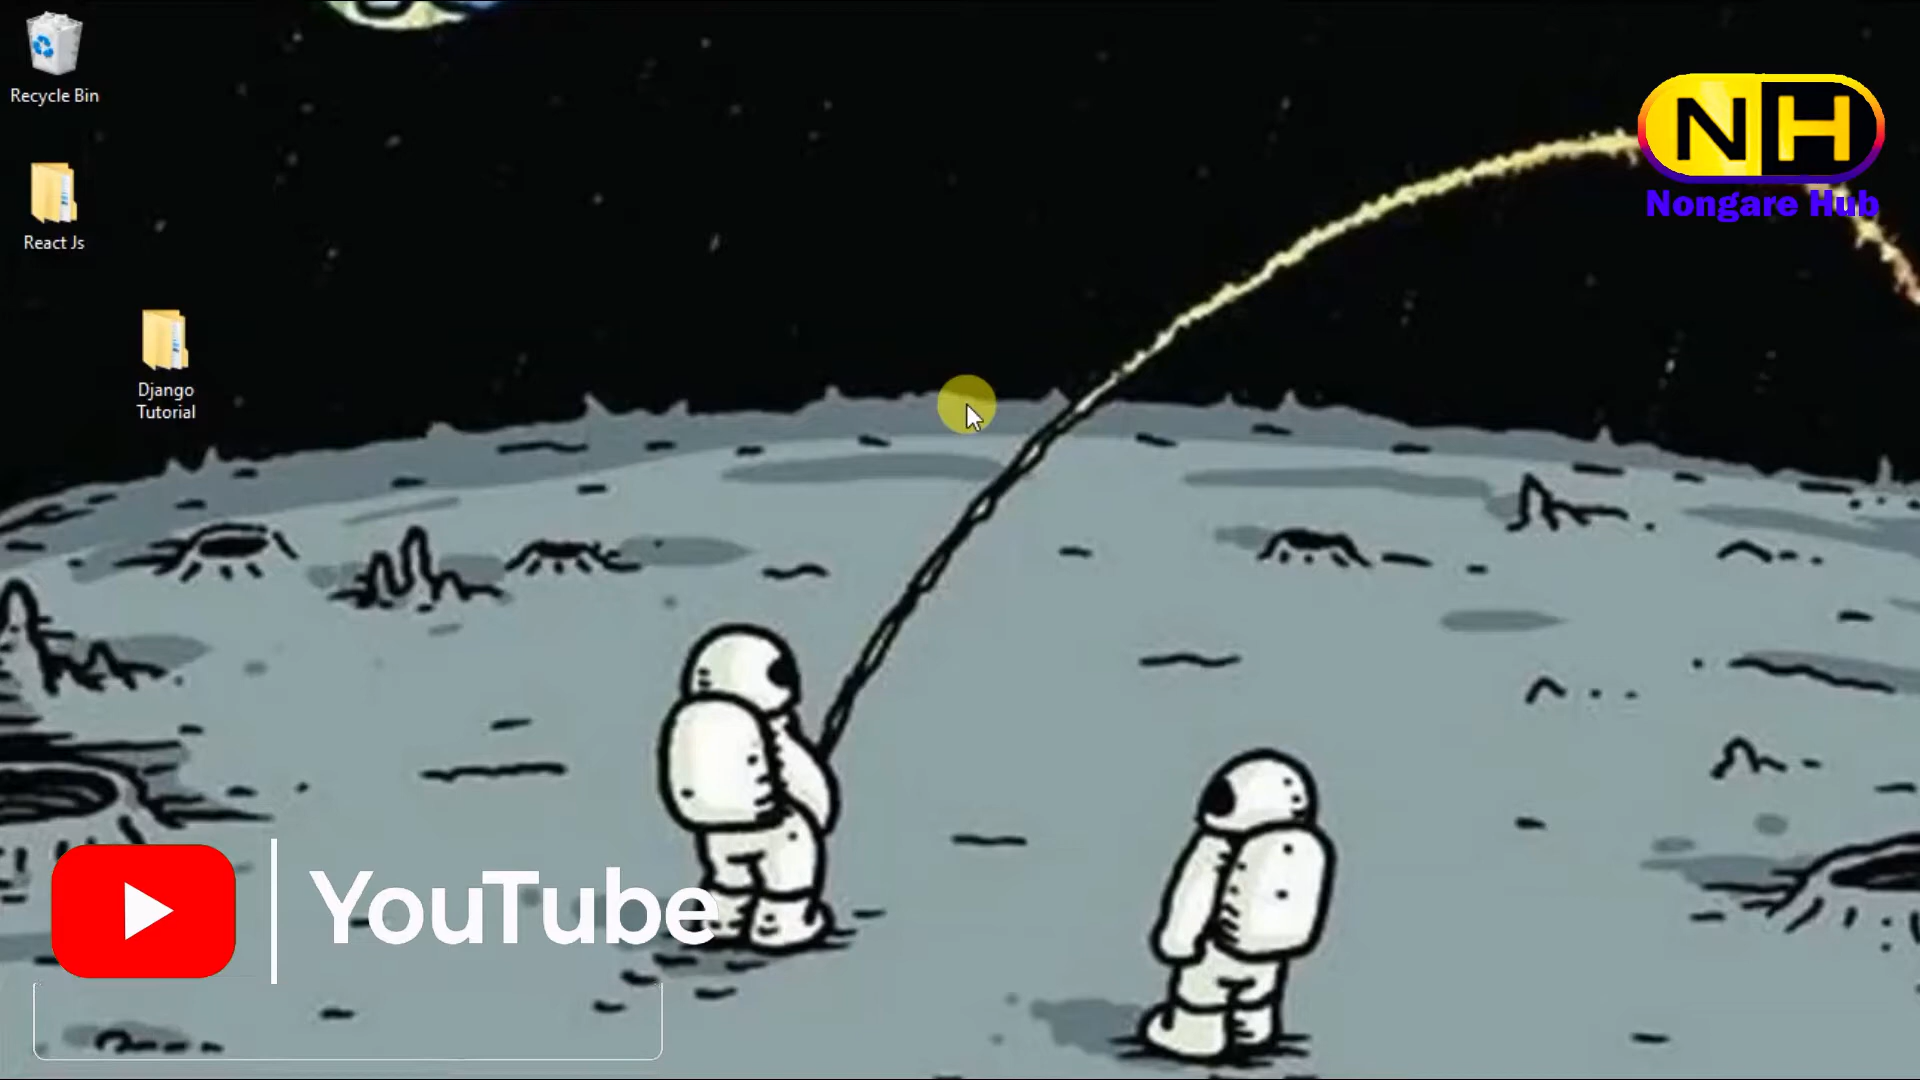 Recycle Bin
React Js
Django
Tutorial
NH
Nongare Hub
YouTube